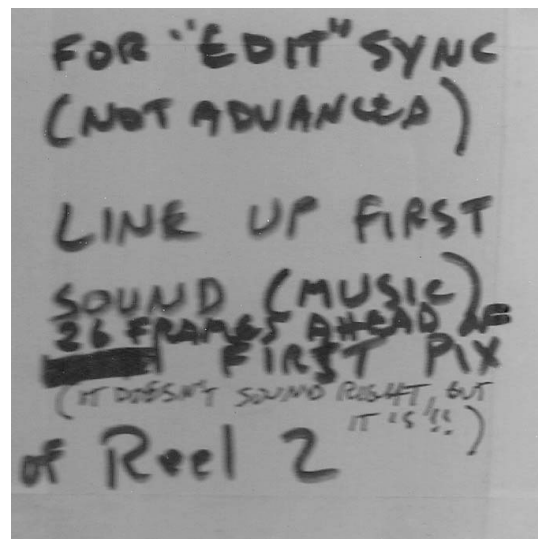 FOR "EDIT" SYNC
(NOT ADVANCED)
LINE UP FIRST
SOUND (MUSIC)
26 FRAMES AHEAD OF
FIRST PIX
(IT DOESN'T SOUND RIGHT, BUT
IT IS!!)
of Reel 2